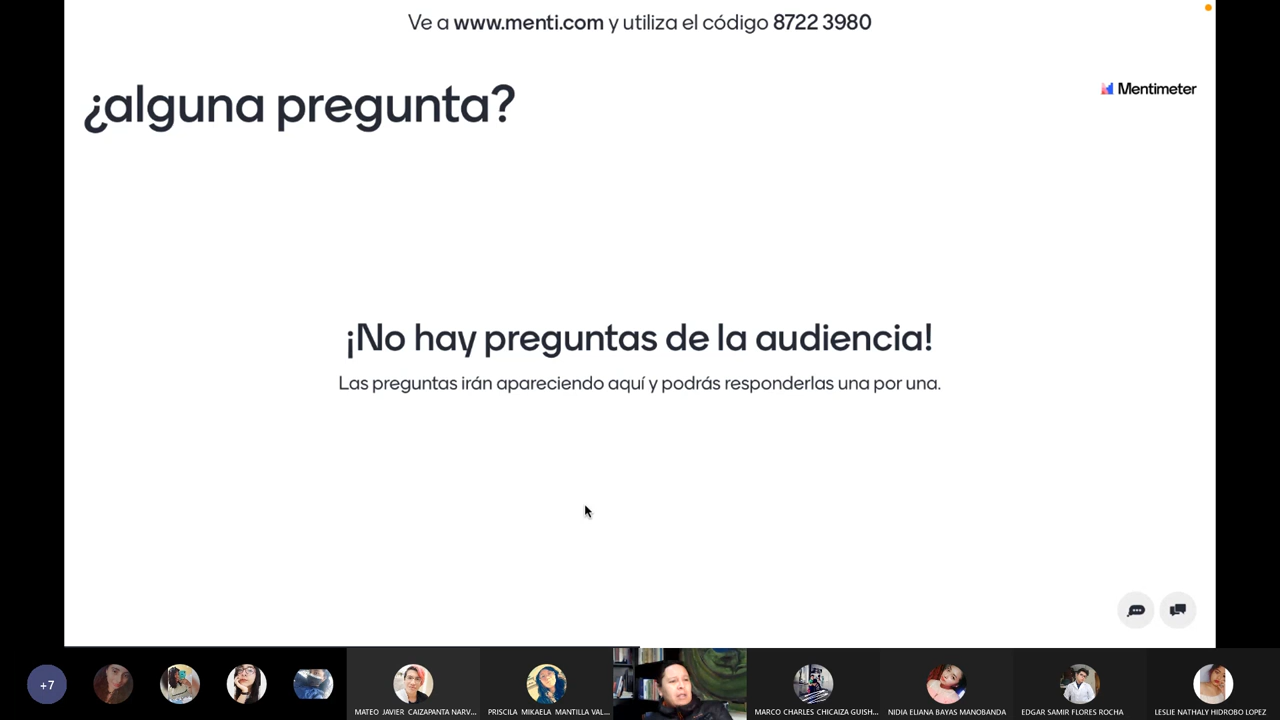 Ve a www.menti.com y utiliza el código 8722 3980
¿alguna pregunta?
Mentimeter
¡No hay preguntas de la audiencia!
Las preguntas irán apareciendo aquí y podrás responderlas una por una.
+7
MATEO JAVIER CAIZAPANTA NARV...
PRISCILA MIKAELA MANTILLA VAL...
MARCO CHARLES CHICAIZA GUISH...
NIDIA ELIANA BAYAS MANOBANDA
EDGAR SAMIR FLORES ROCHA
LESLIE NATHALY HIDROBO LOPEZ